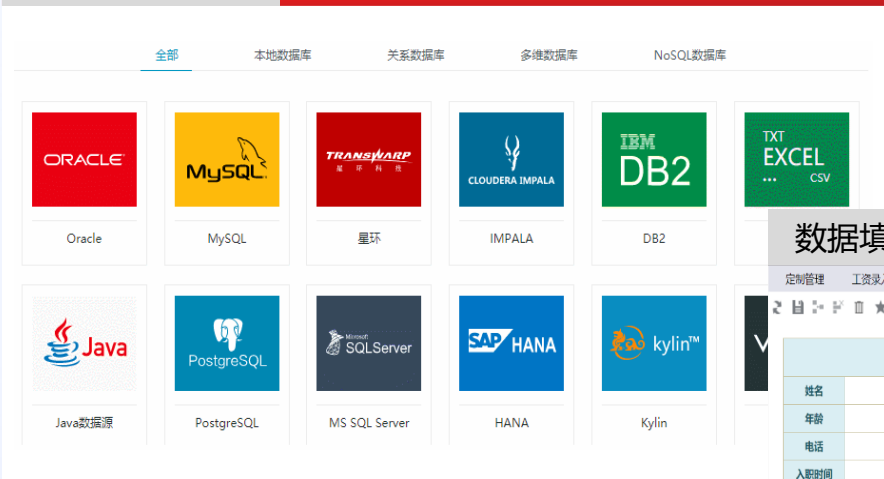 全部 本地数据库 关系数据库 多维数据库 NoSQL数据库
ORACLE
MySQL
TRANSWARP
星环科技
CLOUDERA IMPALA
IBM
DB2
TXT
EXCEL
... CSV
Oracle MySQL 星环 IMPALA DB2
数据填
定制管理 工资录入
Java
PostgreSQL
Microsoft
SQLServer
SAP HANA
kylin™
V
姓名
年龄
电话
入职时间
Java数据源 PostgreSQL MS SQL Server HANA Kylin